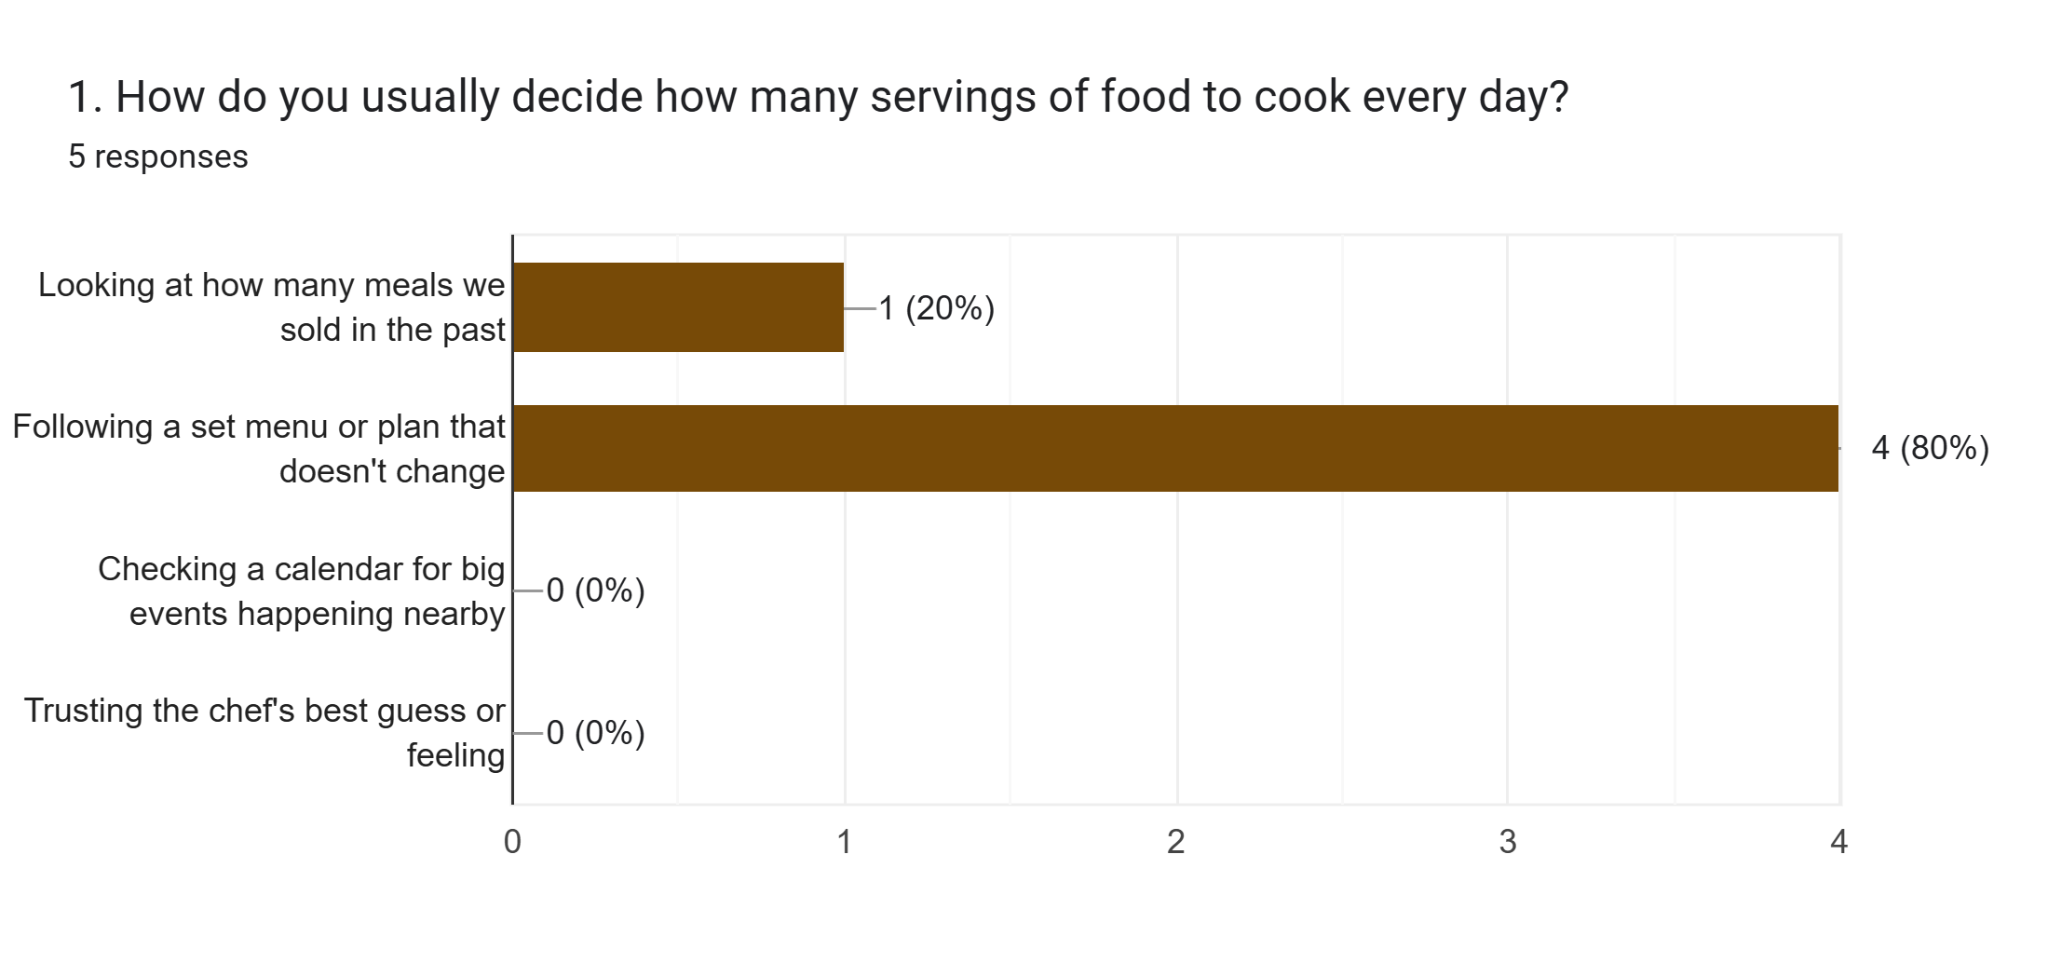 1. How do you usually decide how many servings of food to cook every day?
5 responses
Looking at how many meals we
sold in the past
1 (20%)
Following a set menu or plan that
doesn't change
4 (80%)
Checking a calendar for big
events happening nearby
0 (0%)
Trusting the chef's best guess or
feeling
0 (0%)
0 1 2 3 4